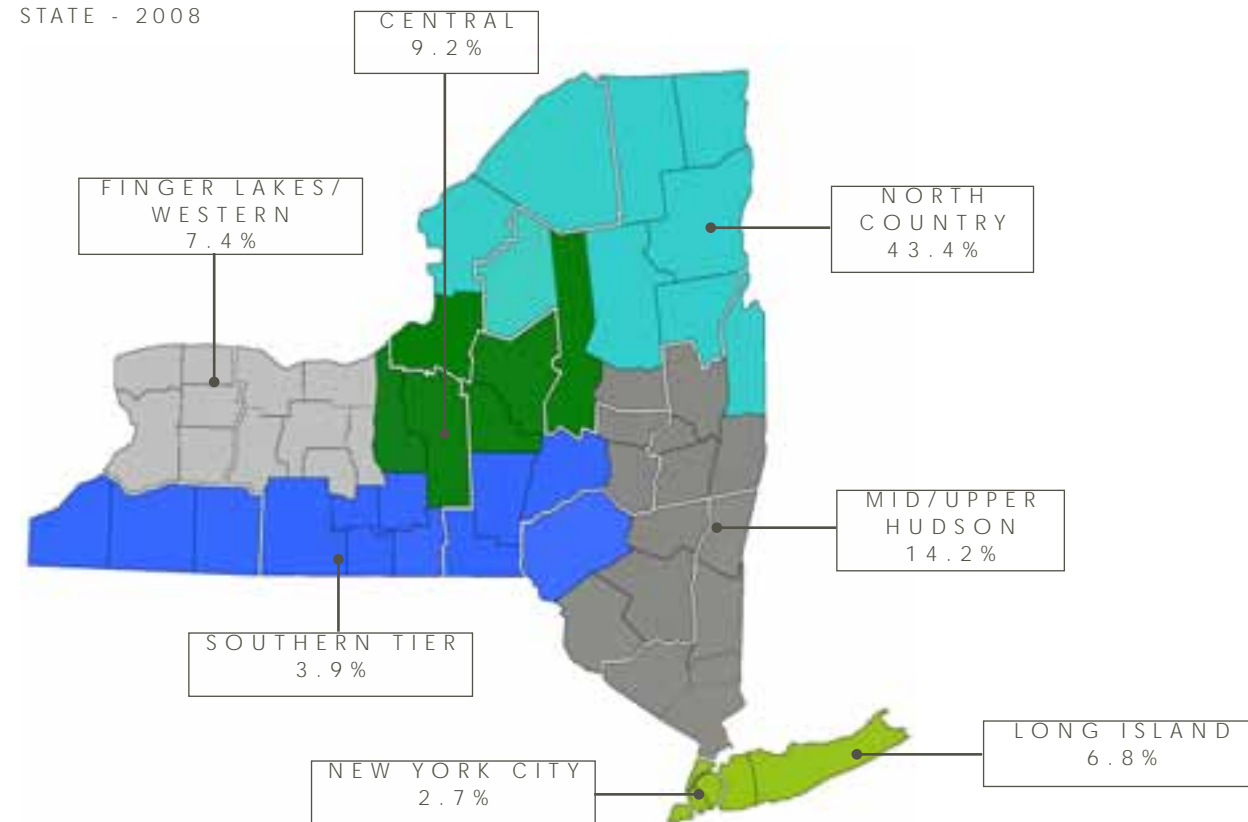 STATE - 2008
CENTRAL
9.2%
FINGER LAKES/
WESTERN
7.4%
NORTH
COUNTRY
43.4%
MID/UPPER
HUDSON
14.2%
SOUTHERN TIER
3.9%
LONG ISLAND
6.8%
NEW YORK CITY
2.7%